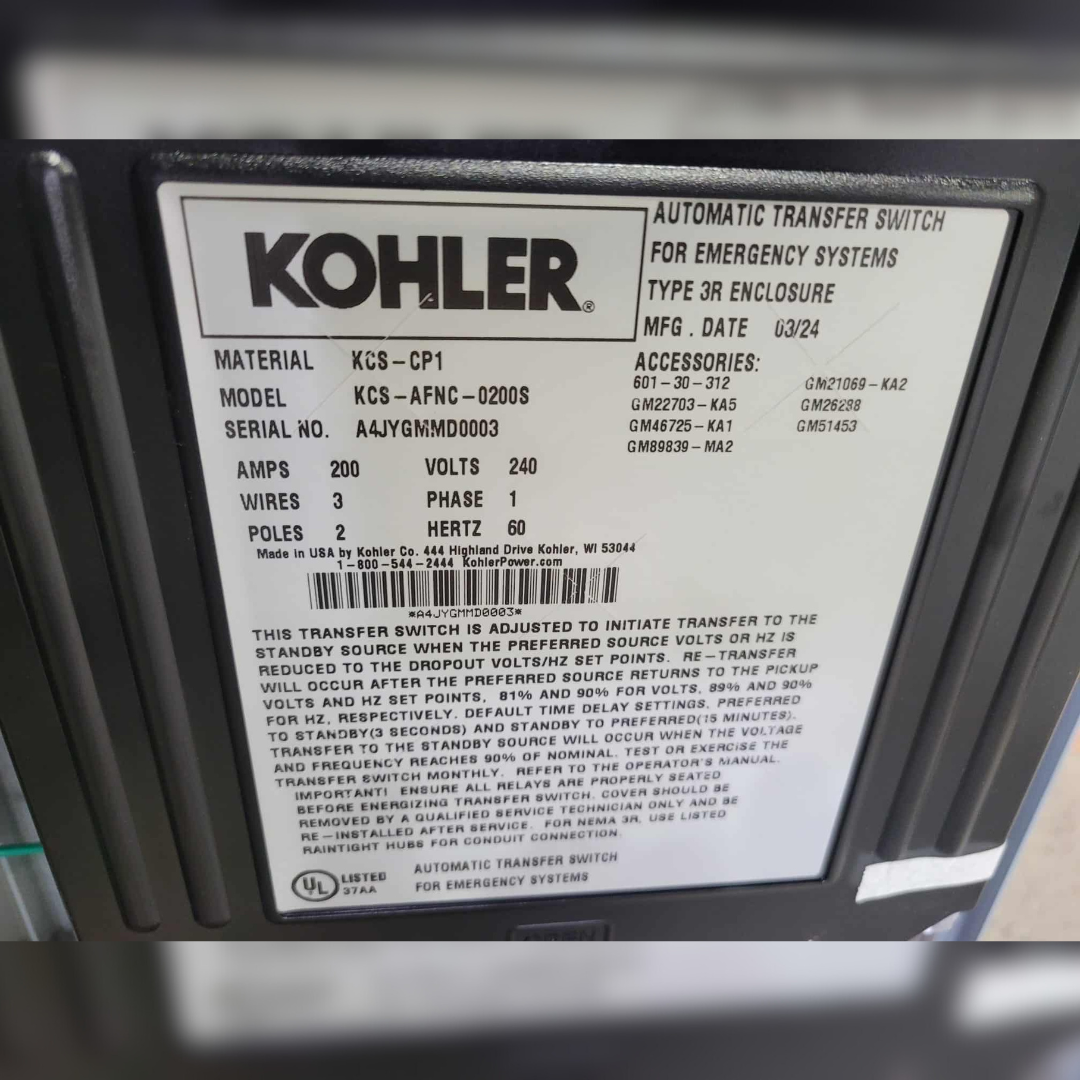 KOHLER®
AUTOMATIC TRANSFER SWITCH
FOR EMERGENCY SYSTEMS
TYPE 3R ENCLOSURE
MFG . DATE 03/24
MATERIAL KCS-CP1
MODEL KCS-AFNC-0200S
SERIAL NO. A4JYGMMD0003
ACCESSORIES:
601-30-312 GM21069-KA2
GM22703-KA5 GM26298
GM46725-KA1 GM51453
GM89839-MA2
AMPS 200 VOLTS 240
WIRES 3 PHASE 1
POLES 2 HERTZ 60
Made in USA by Kohler Co. 444 Highland Drive Kohler, WI 53044
1-800-544-2444 KohlerPower.com
*A4JYGMMD0003*
THIS TRANSFER SWITCH IS ADJUSTED TO INITIATE TRANSFER TO THE
STANDBY SOURCE WHEN THE PREFERRED SOURCE VOLTS OR HZ IS
REDUCED TO THE DROPOUT VOLTS/HZ SET POINTS. RE-TRANSFER
WILL OCCUR AFTER THE PREFERRED SOURCE RETURNS TO THE PICKUP
VOLTS AND HZ SET POINTS, 81% AND 90% FOR VOLTS, 89% AND 90%
FOR HZ, RESPECTIVELY. DEFAULT TIME DELAY SETTINGS, PREFERRED
TO STANDBY(3 SECONDS) AND STANDBY TO PREFERRED(15 MINUTES).
TRANSFER TO THE STANDBY SOURCE WILL OCCUR WHEN THE VOLTAGE
AND FREQUENCY REACHES 90% OF NOMINAL. TEST OR EXERCISE THE
TRANSFER SWITCH MONTHLY. REFER TO THE OPERATOR'S MANUAL.
IMPORTANT! ENSURE ALL RELAYS ARE PROPERLY SEATED
BEFORE ENERGIZING TRANSFER SWITCH. COVER SHOULD BE
REMOVED BY A QUALIFIED SERVICE TECHNICIAN ONLY AND BE
RE-INSTALLED AFTER SERVICE. FOR NEMA 3R, USE LISTED
RAINTIGHT HUBS FOR CONDUIT CONNECTION.
UL LISTED
37AA
AUTOMATIC TRANSFER SWITCH
FOR EMERGENCY SYSTEMS